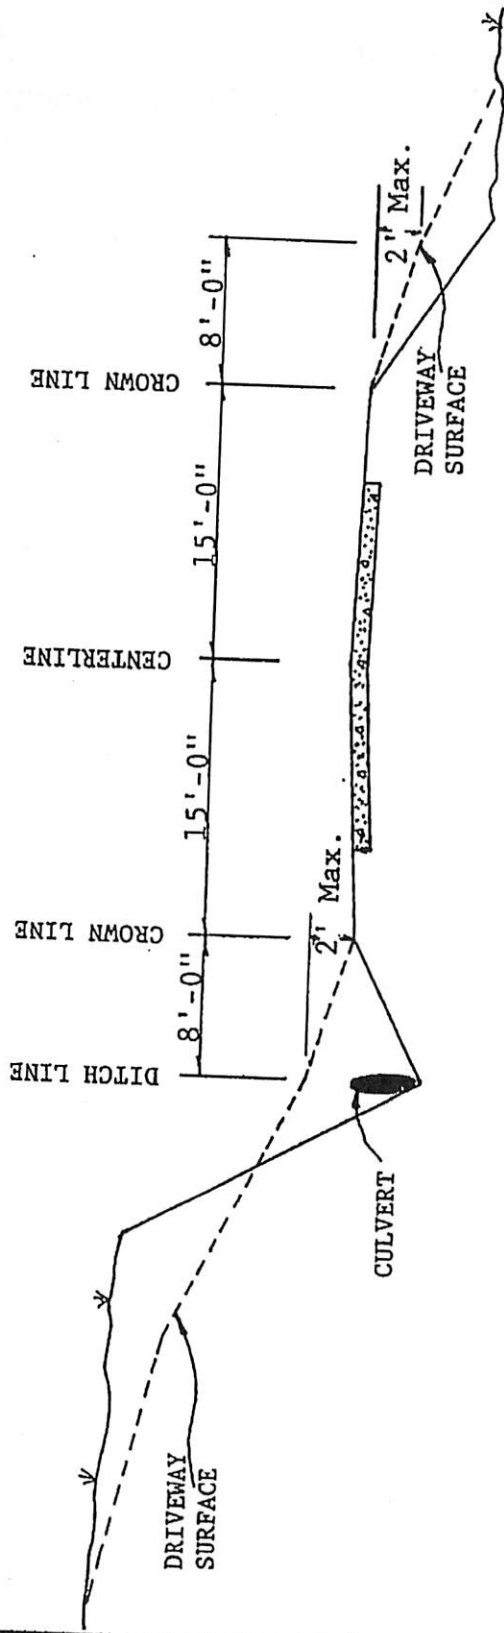 DITCH LINE
CROWN LINE
CENTERLINE
CROWN LINE
8'-0"
15'-0"
15'-0"
8'-0"
2" Max.
2" Max.
DRIVEWAY
SURFACE
CULVERT
DRIVEWAY
SURFACE